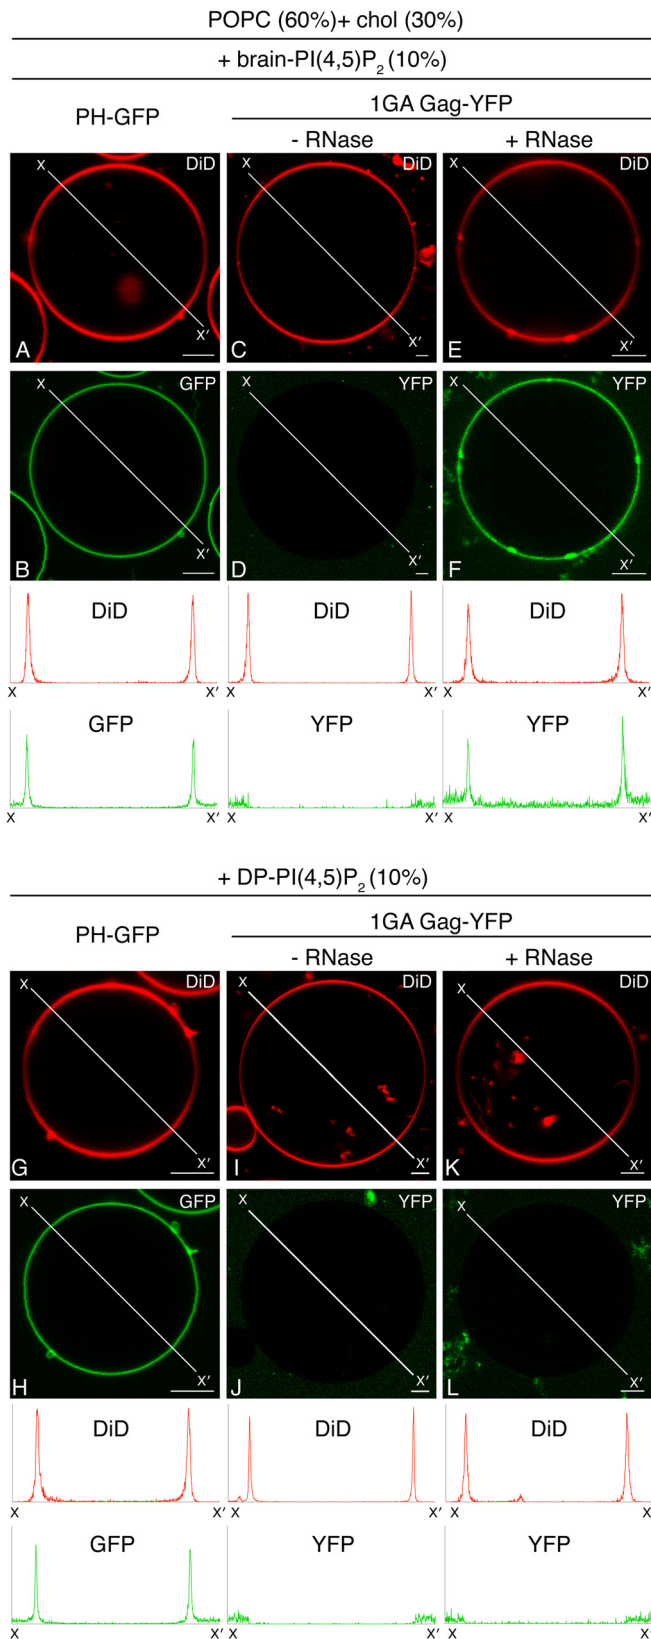 POPC (60%)+ chol (30%)
+ brain-PI(4,5)P2 (10%)
PH-GFP
1GA Gag-YFP
- RNase
+ RNase
X DiD X DiD X DiD
A X′ C X′ E X′
X GFP X YFP X YFP
B X′ D X′ F X′
DiD DiD DiD
X X′ X X′ X X′
GFP YFP YFP
X X′ X X′ X X′
+ DP-PI(4,5)P2 (10%)
PH-GFP
1GA Gag-YFP
- RNase
+ RNase
X DiD X DiD X DiD
G X′ I X′ K X′
X GFP X YFP X YFP
H X′ J X′ L X′
DiD DiD DiD
X X′ X X′ X X
GFP YFP YFP
X X′ X X′ X X′